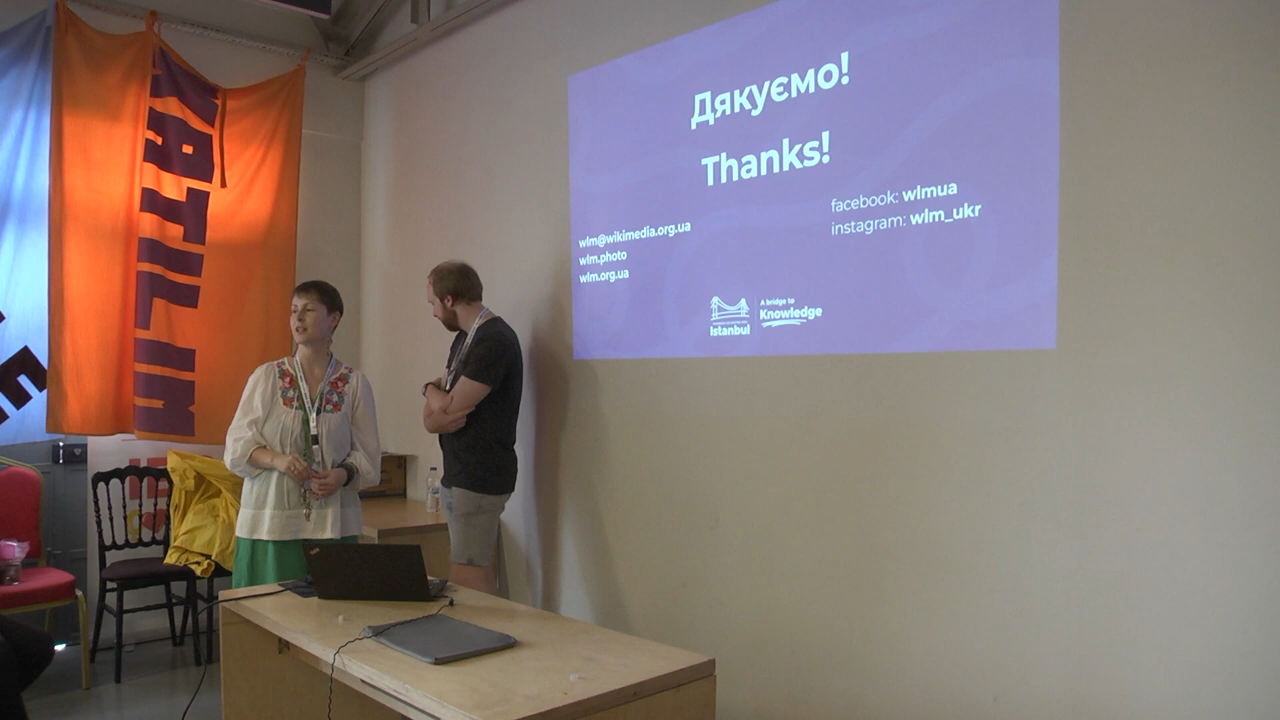 KATILIM
Дякуємо!
Thanks!
facebook: wlmua
instagram: wlm_ukr
wlm@wikimedia.org.ua
wlm.photo
wlm.org.ua
Istanbul
A bridge to
Knowledge